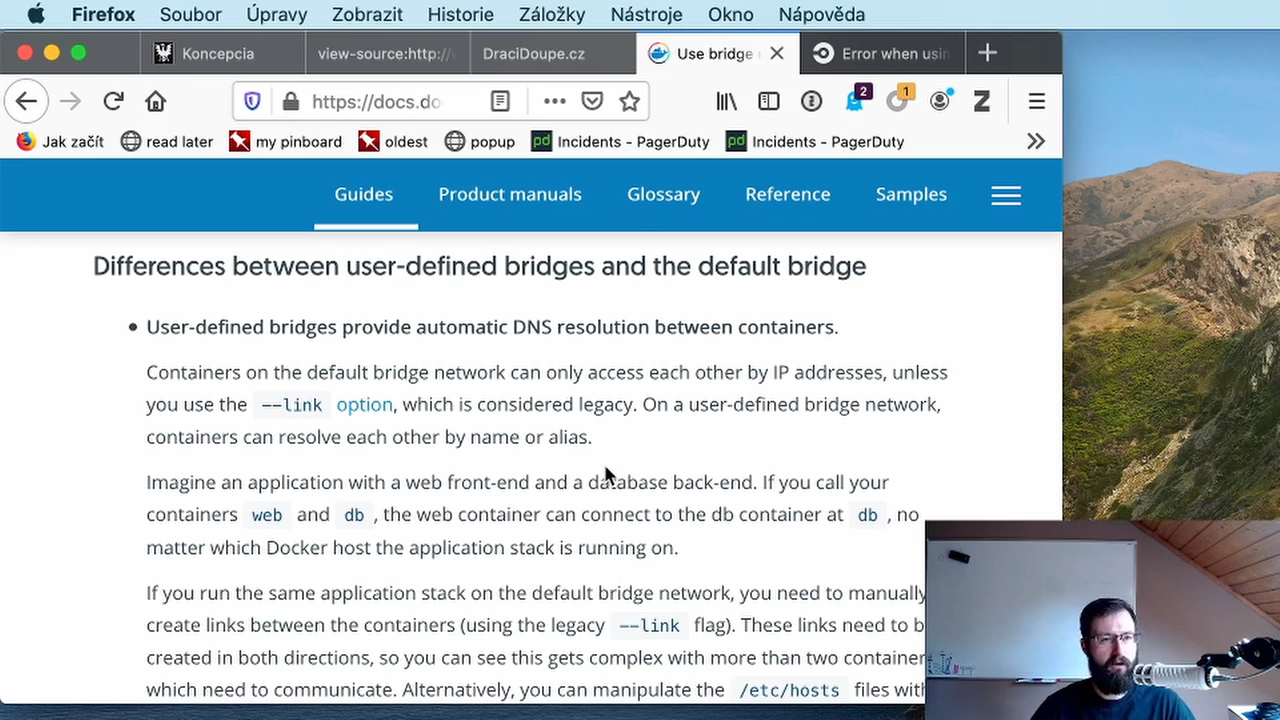 Firefox Soubor Úpravy Zobrazit Historie Záložky Nástroje Okno Nápověda
Koncepcia view-source:http:// DraciDoupe.cz Use bridge Error when usin
https://docs.do 2 1 Z
Jak začít read later my pinboard oldest popup pd Incidents - PagerDuty pd Incidents - PagerDuty
Guides Product manuals Glossary Reference Samples
Differences between user-defined bridges and the default bridge
• User-defined bridges provide automatic DNS resolution between containers.
Containers on the default bridge network can only access each other by IP addresses, unless
you use the --link option, which is considered legacy. On a user-defined bridge network,
containers can resolve each other by name or alias.
Imagine an application with a web front-end and a database back-end. If you call your
containers web and db , the web container can connect to the db container at db , no
matter which Docker host the application stack is running on.
If you run the same application stack on the default bridge network, you need to manually
create links between the containers (using the legacy --link flag). These links need to b
created in both directions, so you can see this gets complex with more than two container
which need to communicate. Alternatively, you can manipulate the /etc/hosts files with